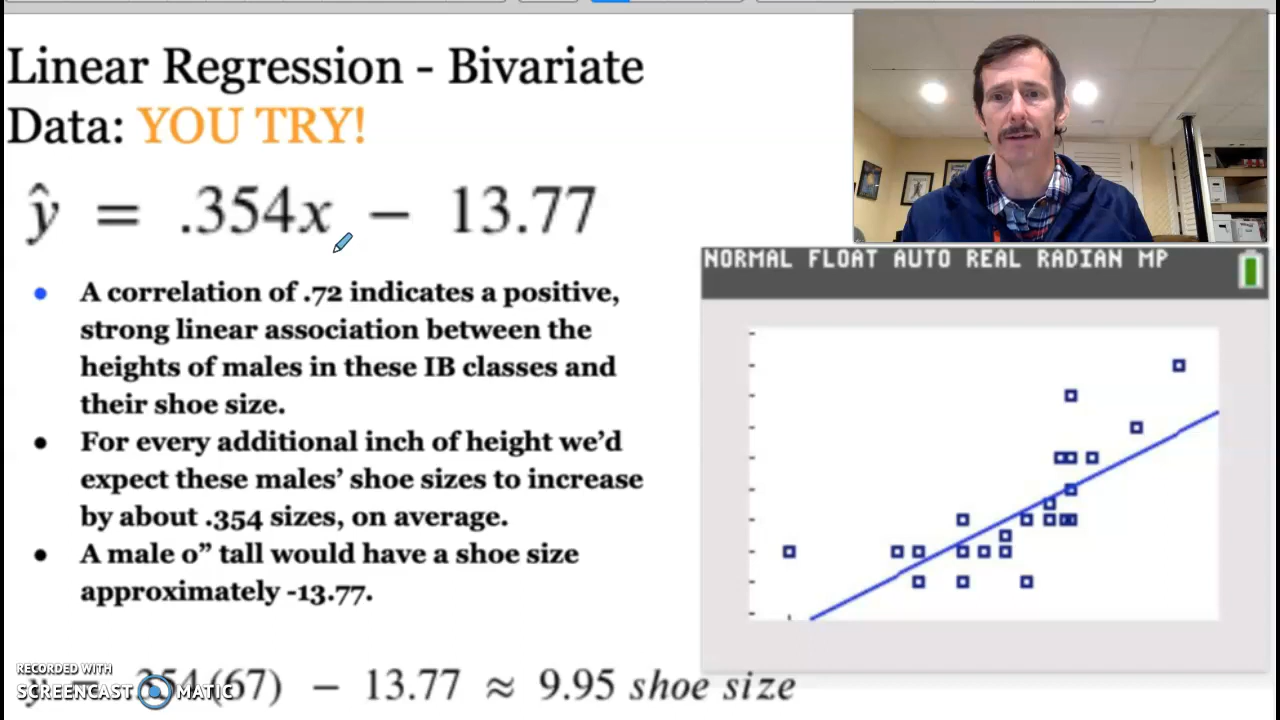 Linear Regression - Bivariate
Data: YOU TRY!
ŷ = .354x − 13.77
NORMAL FLOAT AUTO REAL RADIAN MP
• A correlation of .72 indicates a positive,
strong linear association between the
heights of males in these IB classes and
their shoe size.
• For every additional inch of height we’d
expect these males’ shoe sizes to increase
by about .354 sizes, on average.
• A male 0” tall would have a shoe size
approximately -13.77.
RECORDED WITH
SCREENCAST MATIC
= .354(67) − 13.77 ≈ 9.95 shoe size